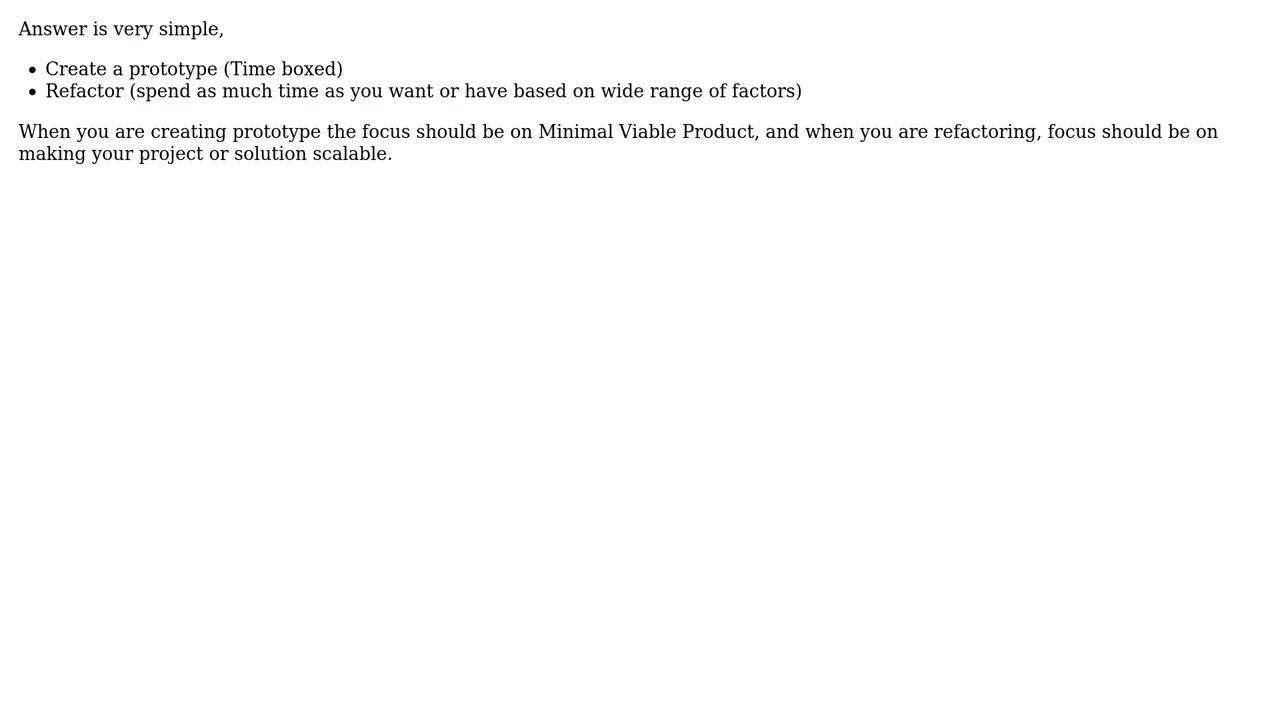 Answer is very simple,
• Create a prototype (Time boxed)
• Refactor (spend as much time as you want or have based on wide range of factors)
When you are creating prototype the focus should be on Minimal Viable Product, and when you are refactoring, focus should be on
making your project or solution scalable.